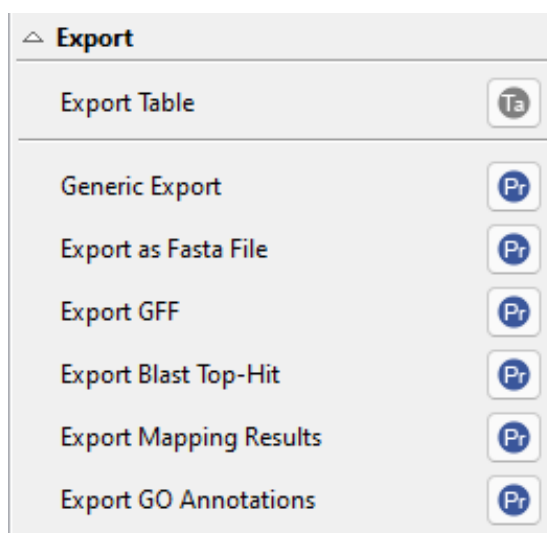 Export
Export Table Ta
Generic Export Pr
Export as Fasta File Pr
Export GFF Pr
Export Blast Top-Hit Pr
Export Mapping Results Pr
Export GO Annotations Pr